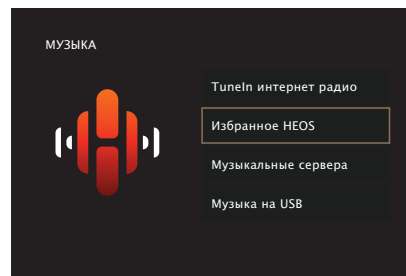 МУЗЫКА
TuneIn интернет радио
Избранное HEOS
Музыкальные сервера
Музыка на USB